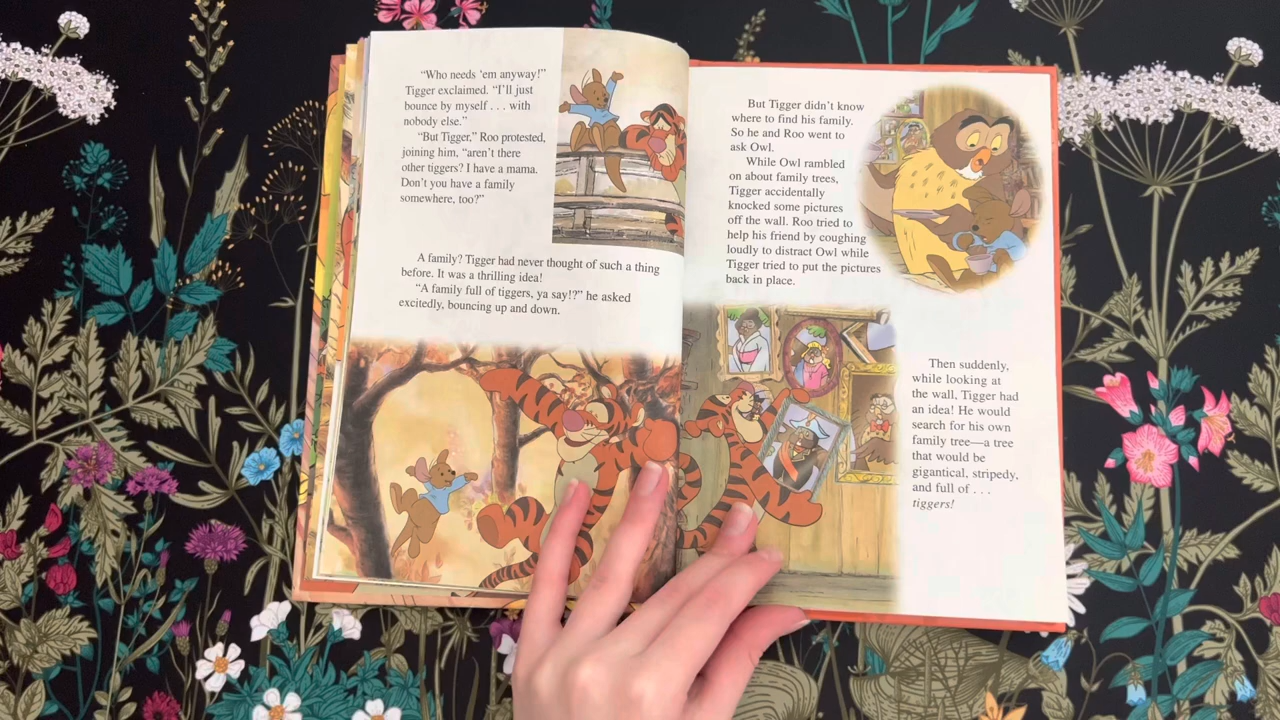 “Who needs ’em anyway!”
Tigger exclaimed. “I’ll just
bounce by myself . . . with
nobody else.”
“But Tigger,” Roo protested,
joining him, “aren’t there
other tiggers? I have a mama.
Don’t you have a family
somewhere, too?”
A family? Tigger had never thought of such a thing
before. It was a thrilling idea!
“A family full of tiggers, ya say!?” he asked
excitedly, bouncing up and down.
But Tigger didn’t know
where to find his family.
So he and Roo went to
ask Owl.
While Owl rambled
on about family trees,
Tigger accidentally
knocked some pictures
off the wall. Roo tried to
help his friend by coughing
loudly to distract Owl while
Tigger tried to put the pictures
back in place.
Then suddenly,
while looking at
the wall, Tigger had
an idea! He would
search for his own
family tree—a tree
that would be
gigantical, stripedy,
and full of . . .
tiggers!